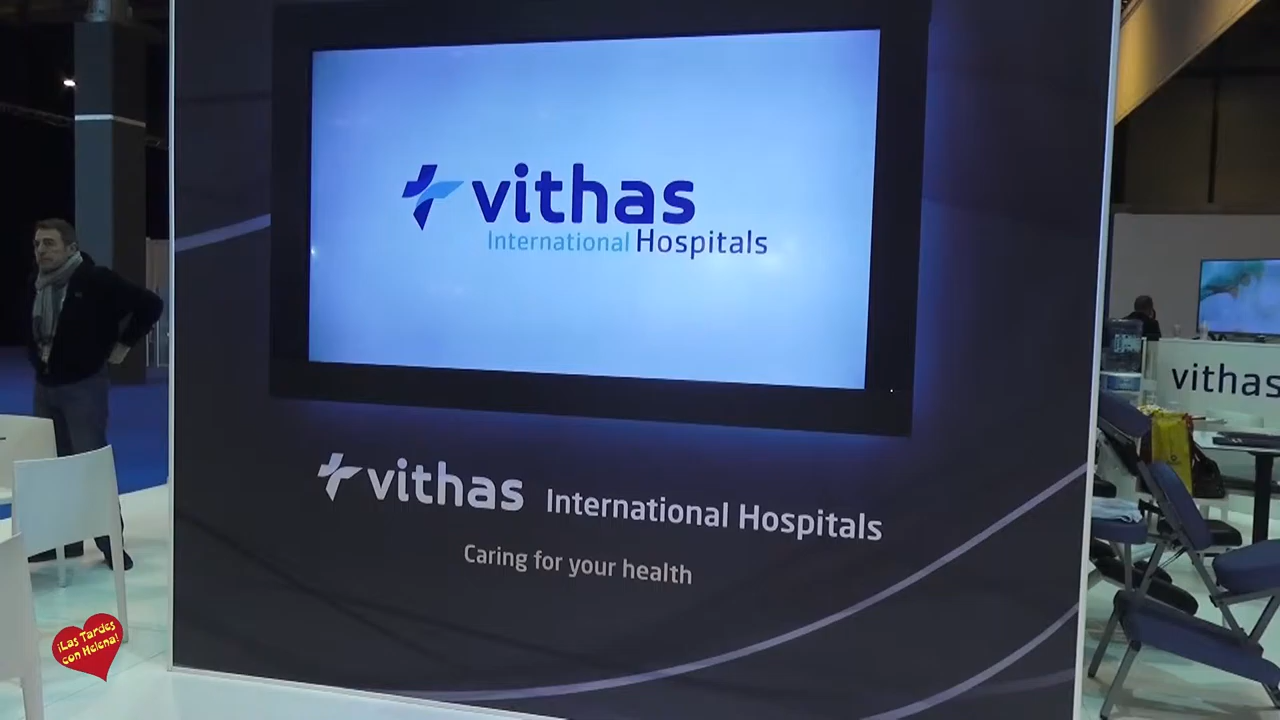 vithas
International Hospitals
vithas International Hospitals
Caring for your health
vithas
¡Las Tardes
con Helena!